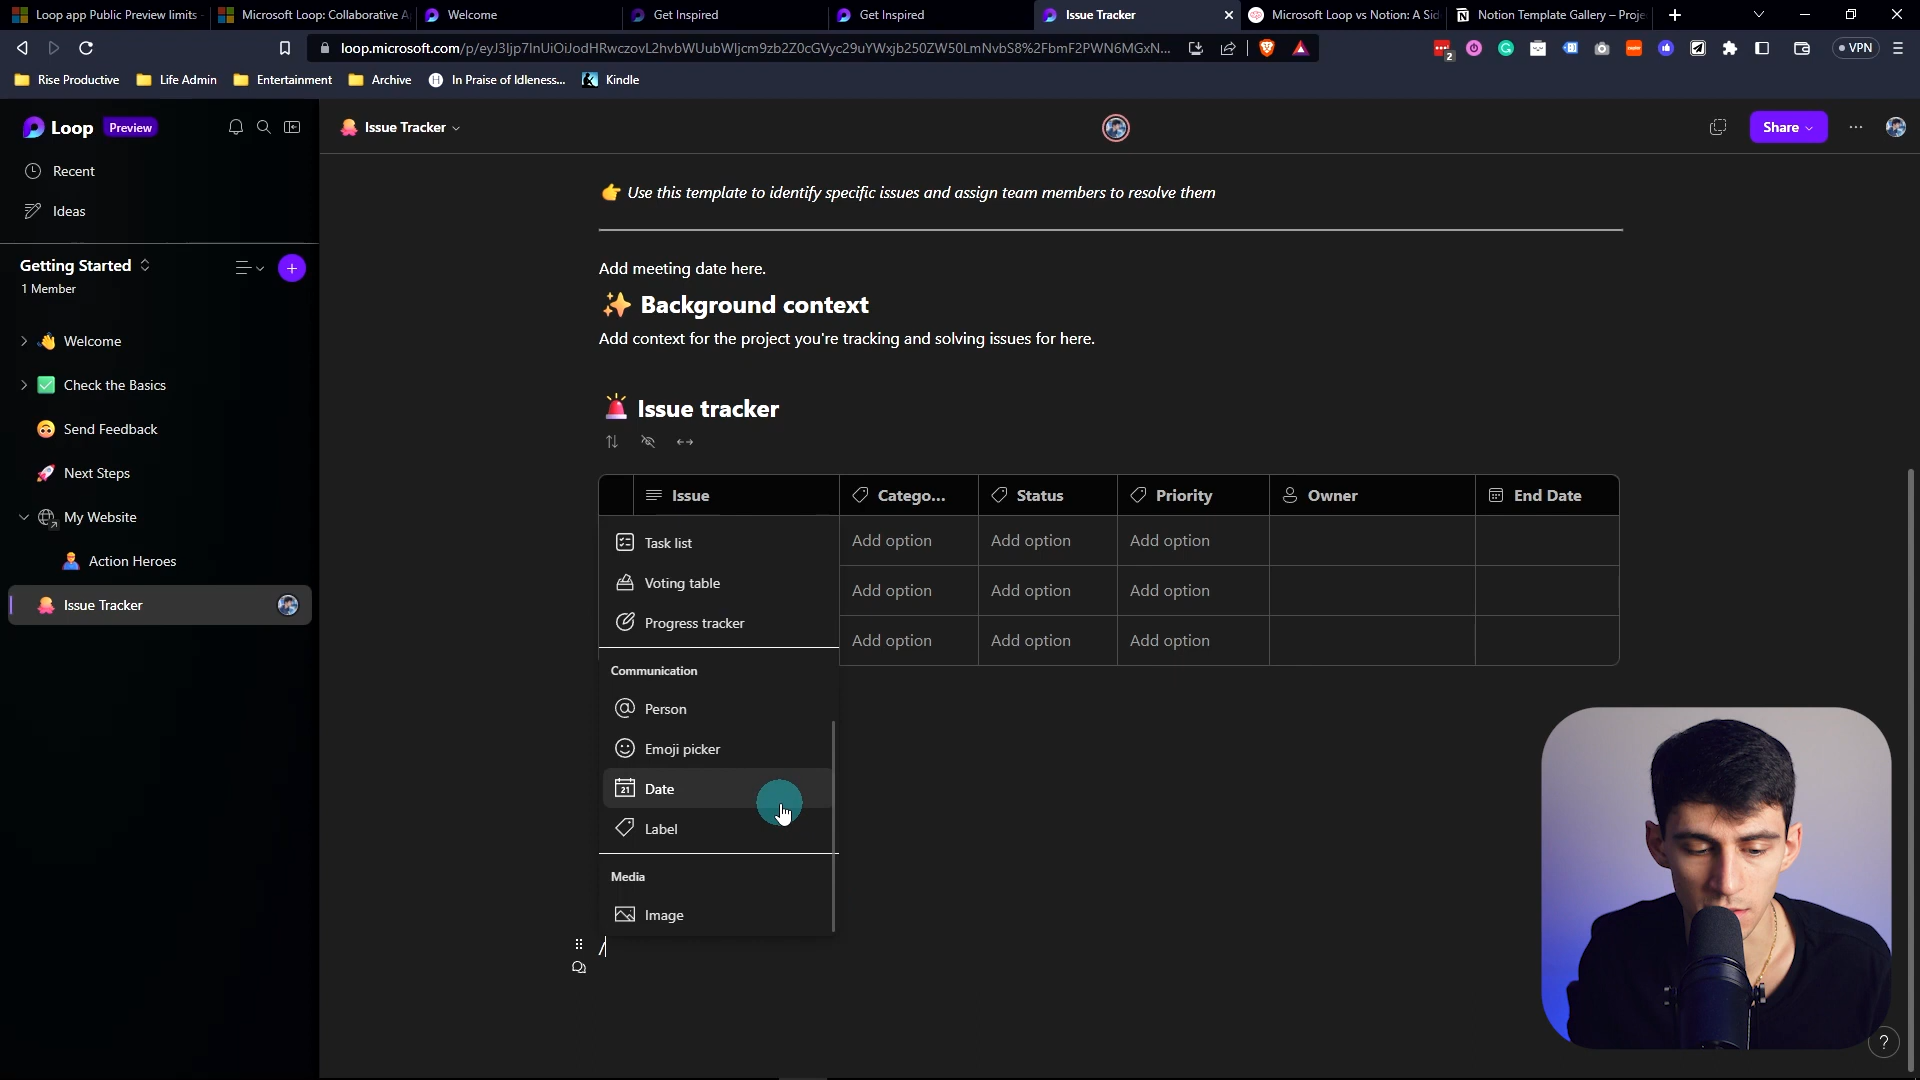 Loop app Public Preview limits
Microsoft Loop: Collaborative A
Welcome
Get Inspired
Get Inspired
Issue Tracker
Microsoft Loop vs Notion: A Sid
Notion Template Gallery – Proje
loop.microsoft.com
VPN
Rise Productive
Life Admin
Entertainment
Archive
In Praise of Idleness...
Kindle
Loop
Preview
Recent
Ideas
Getting Started
1 Member
Welcome
Check the Basics
Send Feedback
Next Steps
My Website
Action Heroes
Issue Tracker
Issue Tracker
Share
👉 Use this template to identify specific issues and assign team members to resolve them
Add meeting date here.
✨ Background context
Add context for the project you're tracking and solving issues for here.
🚨 Issue tracker
Issue
Catego...
Status
Priority
Owner
End Date
Add option
Add option
Add option
Add option
Add option
Add option
Add option
Add option
Add option
Task list
Voting table
Progress tracker
Communication
Person
Emoji picker
Date
Label
Media
Image
/
?